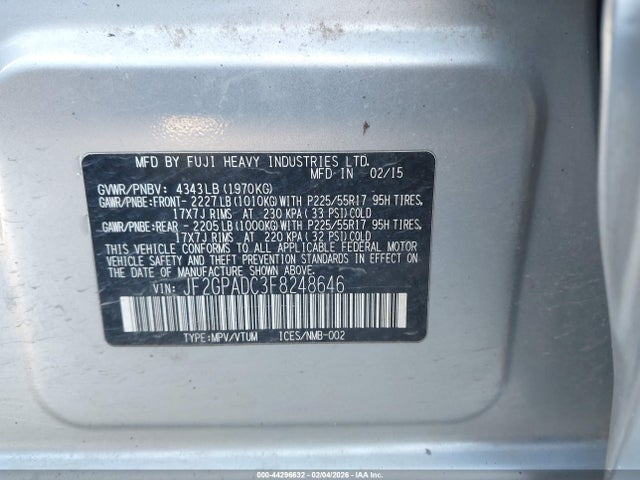 MFD BY FUJI HEAVY INDUSTRIES LTD.
MFD IN 02/15
GVWR/PNBV: 4343LB (1970KG)
GAWR/PNBE:FRONT- 2227LB(1010KG)WITH P225/55R17 95H TIRES,
17X7J RIMS AT 230 KPA( 33 PSI)COLD
GAWR/PNBE:REAR - 2205LB(1000KG)WITH P225/55R17 95H TIRES,
17X7J RIMS AT 220 KPA( 32 PSI)COLD
THIS VEHICLE CONFORMS TO ALL APPLICABLE FEDERAL MOTOR
VEHICLE SAFETY AND THEFT PREVENTION STANDARDS IN EFFECT
ON THE DATE OF MANUFACTURE SHOWN ABOVE.
VIN: JF2GPADC3F8248646
TYPE:MPV/VTUM ICES/NMB-002
000-44296632 - 02/04/2026 - IAAI.COM